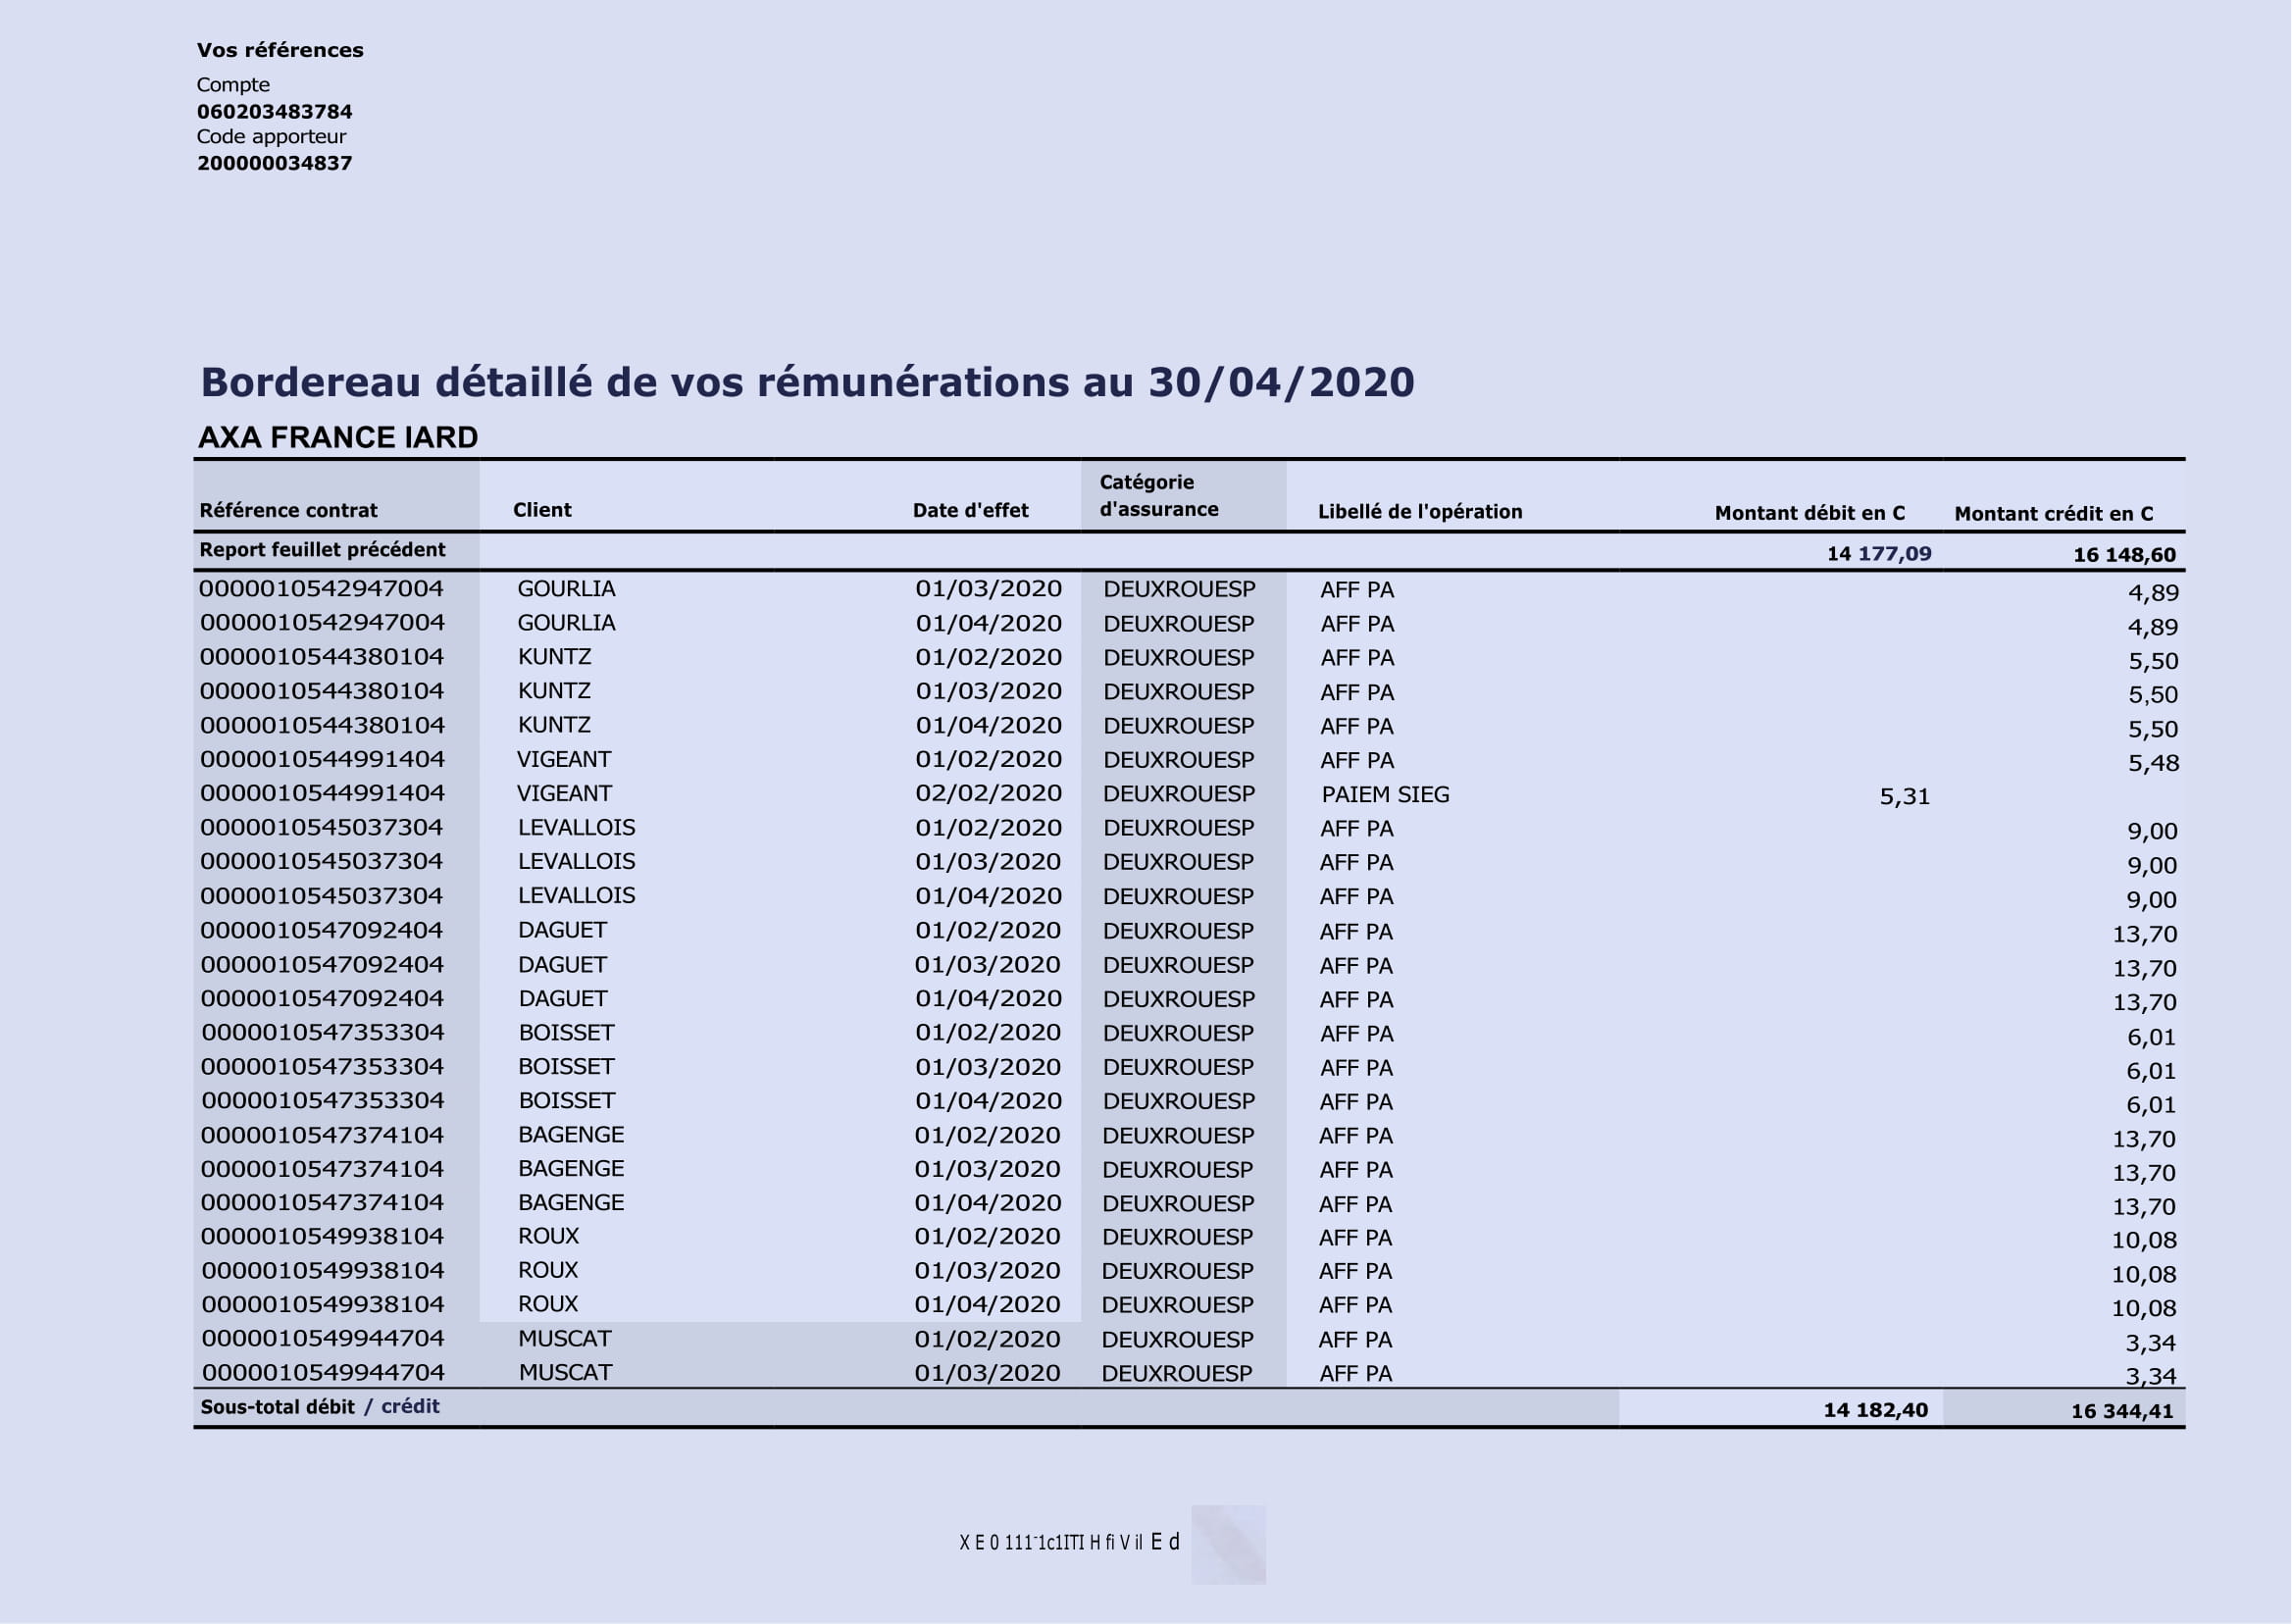 Vos références
Compte
060203483784
Code apporteur
200000034837
Bordereau détaillé de vos rémunérations au 30/04/2020
AXA FRANCE IARD
Référence contrat Client Date d'effet Catégorie d'assurance Libellé de l'opération Montant débit en C Montant crédit en C
Report feuillet précédent 14 177,09 16 148,60
0000010542947004 GOURLIA 01/03/2020 DEUXROUESP AFF PA 4,89
0000010542947004 GOURLIA 01/04/2020 DEUXROUESP AFF PA 4,89
0000010544380104 KUNTZ 01/02/2020 DEUXROUESP AFF PA 5,50
0000010544380104 KUNTZ 01/03/2020 DEUXROUESP AFF PA 5,50
0000010544380104 KUNTZ 01/04/2020 DEUXROUESP AFF PA 5,50
0000010544991404 VIGEANT 01/02/2020 DEUXROUESP AFF PA 5,48
0000010544991404 VIGEANT 02/02/2020 DEUXROUESP PAIEM SIEG 5,31
0000010545037304 LEVALLOIS 01/02/2020 DEUXROUESP AFF PA 9,00
0000010545037304 LEVALLOIS 01/03/2020 DEUXROUESP AFF PA 9,00
0000010545037304 LEVALLOIS 01/04/2020 DEUXROUESP AFF PA 9,00
0000010547092404 DAGUET 01/02/2020 DEUXROUESP AFF PA 13,70
0000010547092404 DAGUET 01/03/2020 DEUXROUESP AFF PA 13,70
0000010547092404 DAGUET 01/04/2020 DEUXROUESP AFF PA 13,70
0000010547353304 BOISSET 01/02/2020 DEUXROUESP AFF PA 6,01
0000010547353304 BOISSET 01/03/2020 DEUXROUESP AFF PA 6,01
0000010547353304 BOISSET 01/04/2020 DEUXROUESP AFF PA 6,01
0000010547374104 BAGENGE 01/02/2020 DEUXROUESP AFF PA 13,70
0000010547374104 BAGENGE 01/03/2020 DEUXROUESP AFF PA 13,70
0000010547374104 BAGENGE 01/04/2020 DEUXROUESP AFF PA 13,70
0000010549938104 ROUX 01/02/2020 DEUXROUESP AFF PA 10,08
0000010549938104 ROUX 01/03/2020 DEUXROUESP AFF PA 10,08
0000010549938104 ROUX 01/04/2020 DEUXROUESP AFF PA 10,08
0000010549944704 MUSCAT 01/02/2020 DEUXROUESP AFF PA 3,34
0000010549944704 MUSCAT 01/03/2020 DEUXROUESP AFF PA 3,34
Sous-total débit / crédit 14 182,40 16 344,41
X E 0 111-1c1ITI H fi V il E d